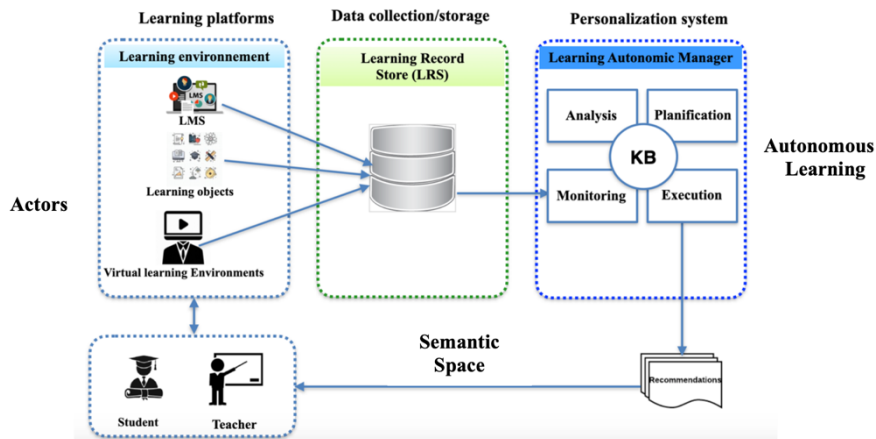 Learning platforms
Data collection/storage
Personalization system
Learning environnement
Learning Record
Store (LRS)
Learning Autonomic Manager
LMS
LMS
Learning objects
Virtual learning Environments
Analysis
Planification
KB
Monitoring
Execution
Autonomous
Learning
Actors
Semantic
Space
Recommendations
Student
Teacher